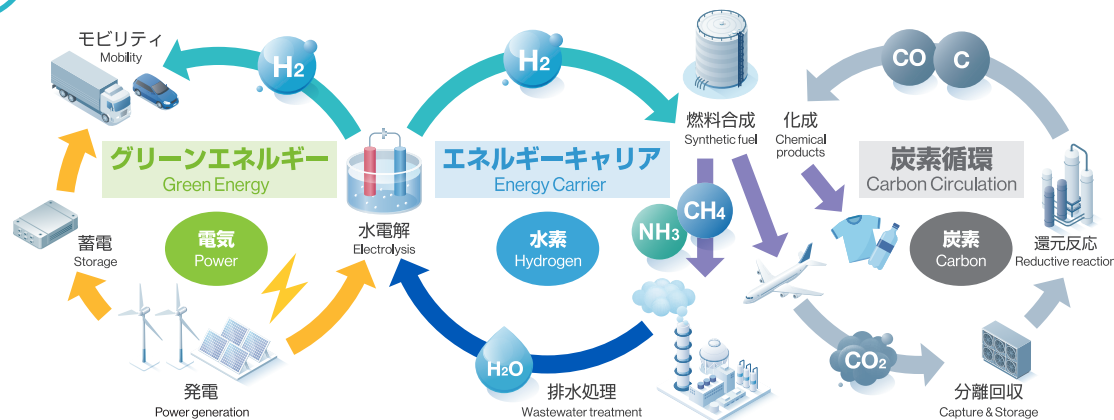 モビリティ
Mobility
H2
グリーンエネルギー
Green Energy
電気
Power
蓄電
Storage
発電
Power generation
水電解
Electrolysis
H2
エネルギーキャリア
Energy Carrier
水素
Hydrogen
H2O
排水処理
Wastewater treatment
燃料合成
Synthetic fuel
CH4
NH3
化成
Chemical
products
CO
C
炭素循環
Carbon Circulation
炭素
Carbon
還元反応
Reductive reaction
CO2
分離回収
Capture & Storage